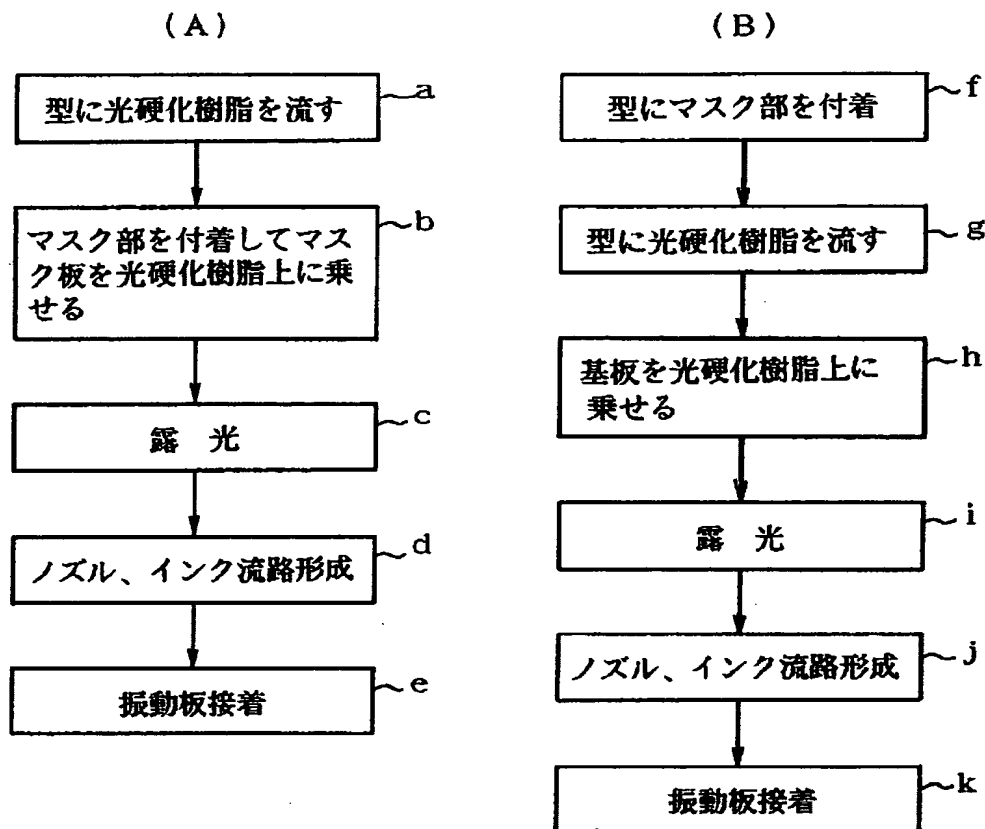 (A)
型に光硬化樹脂を流す
a
マスク部を付着してマス
ク板を光硬化樹脂上に乗
せる
b
露 光
c
ノズル、インク流路形成
d
振動板接着
e
(B)
型にマスク部を付着
f
型に光硬化樹脂を流す
g
基板を光硬化樹脂上に
乗せる
h
露 光
i
ノズル、インク流路形成
j
振動板接着
k